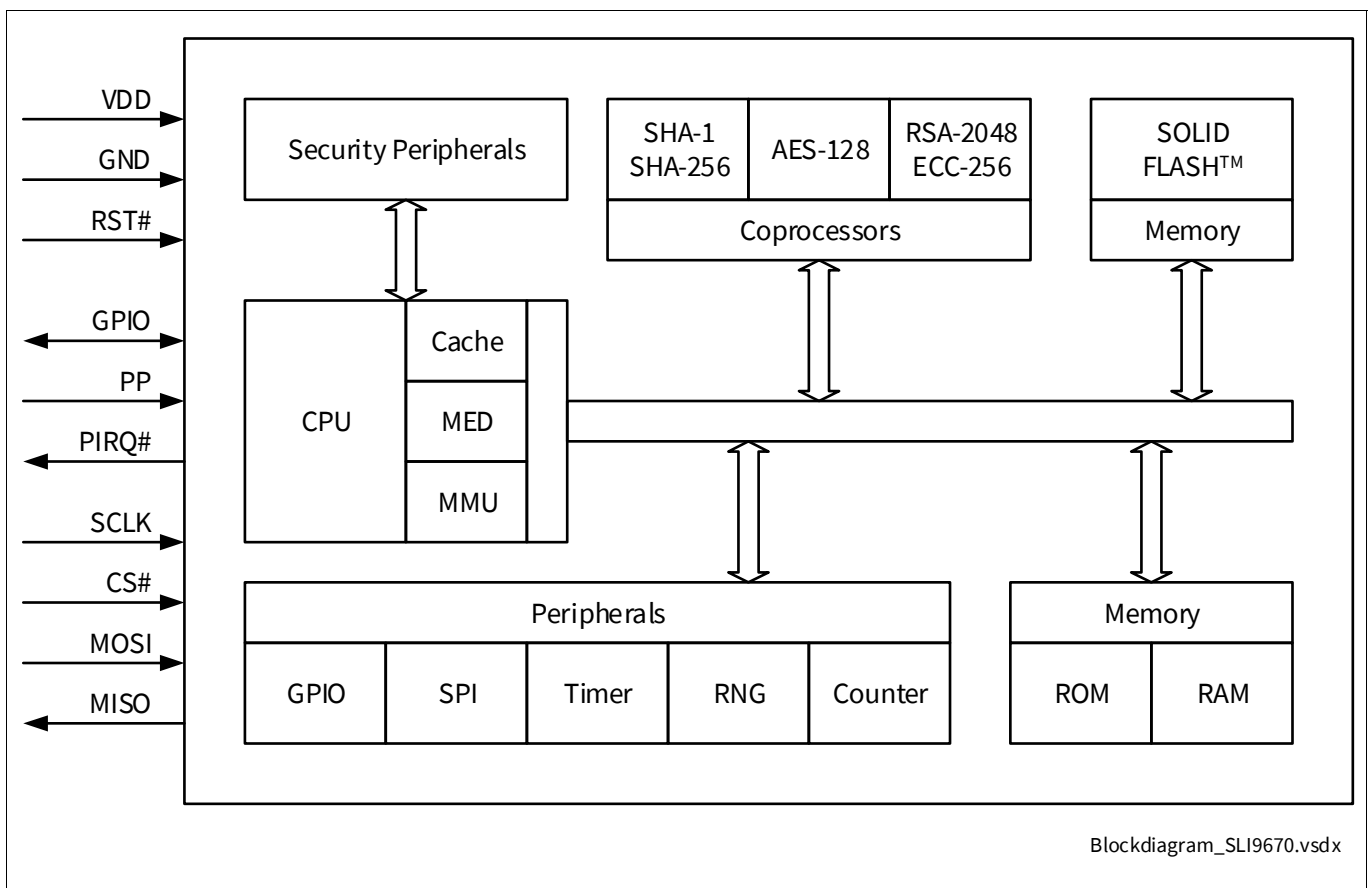 VDD
GND
RST#
GPIO
PP
PIRQ#
SCLK
CS#
MOSI
MISO
Security Peripherals
SHA-1
SHA-256
AES-128
RSA-2048
ECC-256
Coprocessors
SOLID
FLASH™
Memory
CPU
Cache
MED
MMU
Peripherals
GPIO
SPI
Timer
RNG
Counter
Memory
ROM
RAM
Blockdiagram_SLI9670.vsdx